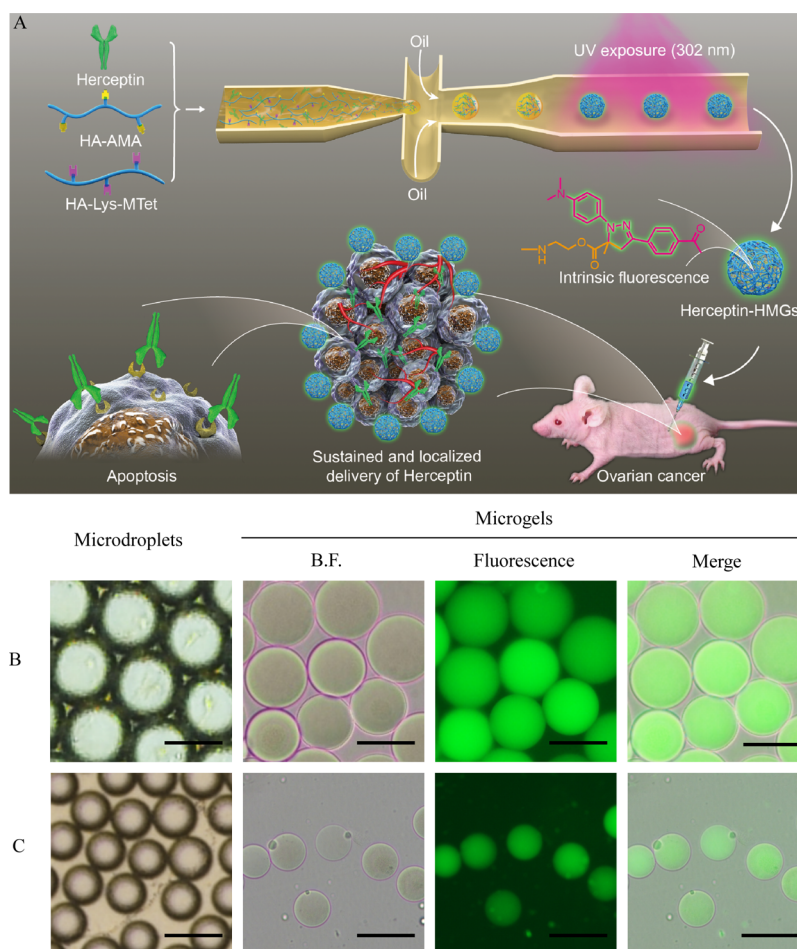 A
Herceptin
HA-AMA
HA-Lys-MTet
Oil
Oil
UV exposure (302 nm)
N
N
N
O
O
O
N
H
Intrinsic fluorescence
Herceptin-HMGs
Apoptosis
Sustained and localized
delivery of Herceptin
Ovarian cancer
Microdroplets
Microgels
B.F.
Fluorescence
Merge
B
C